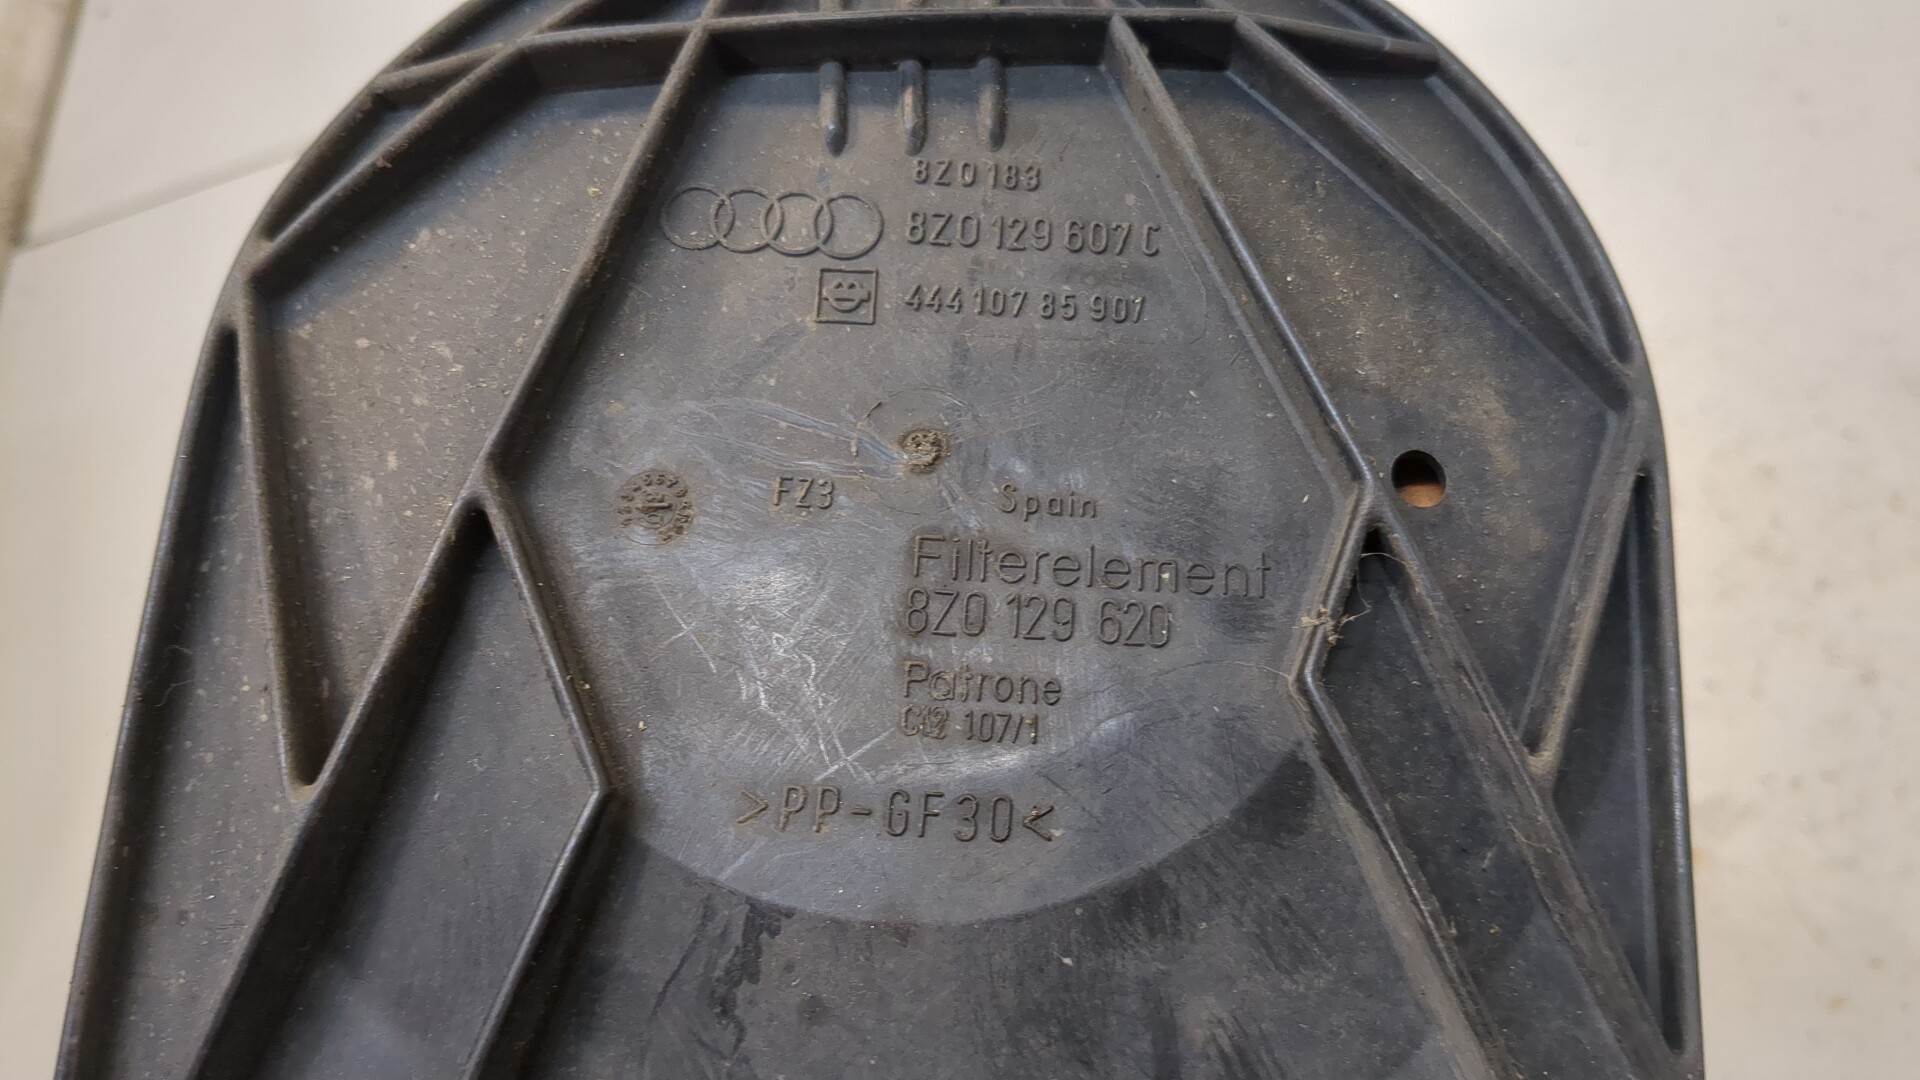 8Z0 183
8Z0 129 607 C
444 107 85 901
FZ3
Spain
Filterelement
8Z0 129 620
Patrone
107/1
>PP-GF30<